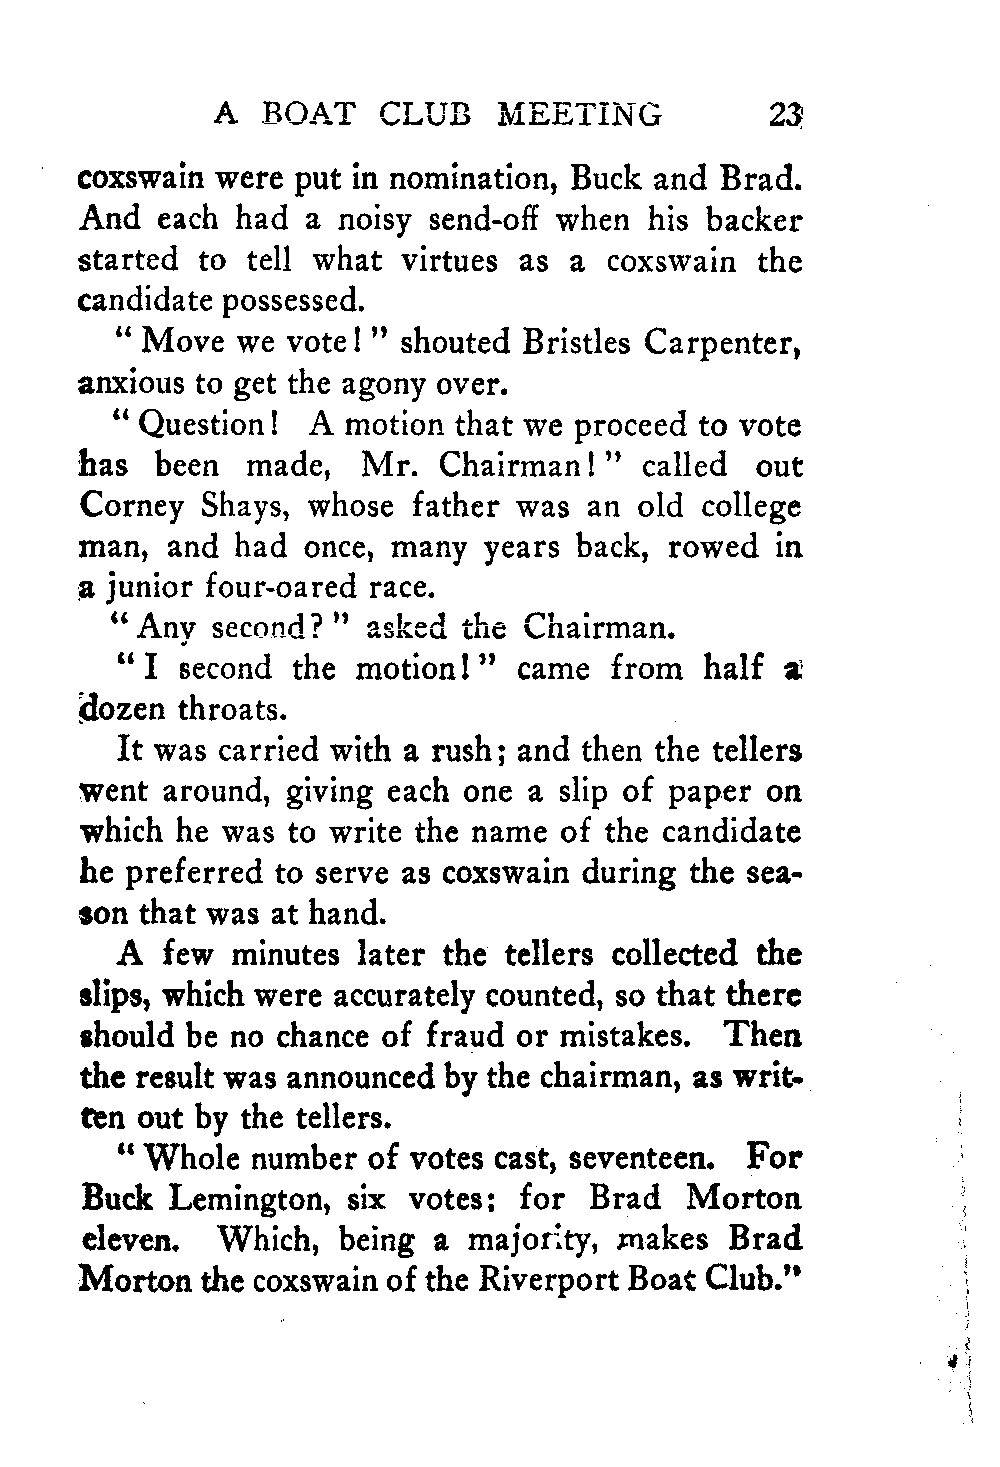 A BOAT CLUB MEETING 23
coxswain were put in nomination, Buck and Brad.
And each had a noisy send-off when his backer
started to tell what virtues as a coxswain the
candidate possessed.
“ Move we vote! ” shouted Bristles Carpenter,
anxious to get the agony over.
“ Question! A motion that we proceed to vote
has been made, Mr. Chairman! ” called out
Corney Shays, whose father was an old college
man, and had once, many years back, rowed in
a junior four-oared race.
“ Any second? ” asked the Chairman.
“ I second the motion! ” came from half a
dozen throats.
It was carried with a rush; and then the tellers
went around, giving each one a slip of paper on
which he was to write the name of the candidate
he preferred to serve as coxswain during the sea-
son that was at hand.
A few minutes later the tellers collected the
slips, which were accurately counted, so that there
should be no chance of fraud or mistakes. Then
the result was announced by the chairman, as writ-
ten out by the tellers.
“ Whole number of votes cast, seventeen. For
Buck Lemington, six votes; for Brad Morton
eleven. Which, being a majority, makes Brad
Morton the coxswain of the Riverport Boat Club.”